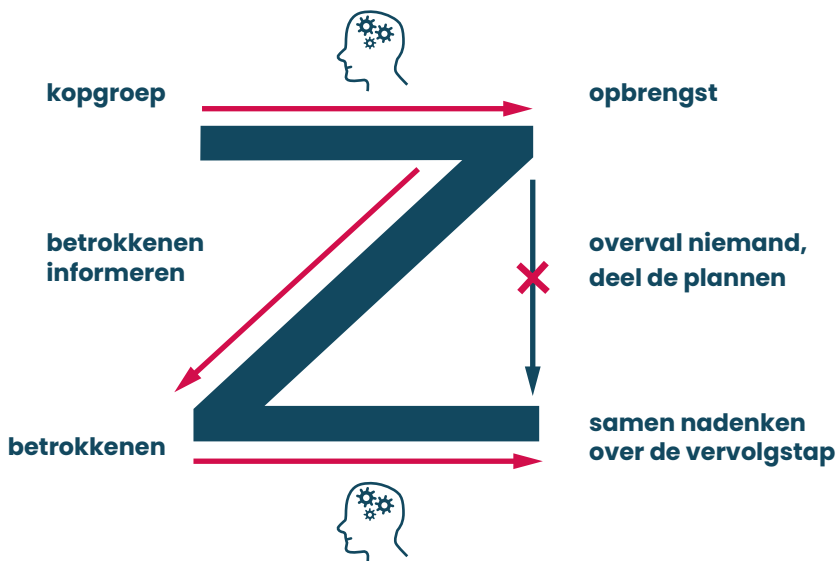 kopgroep
opbrengst
betrokkenen
informeren
overval niemand,
deel de plannen
betrokkenen
samen nadenken
over de vervolgstap